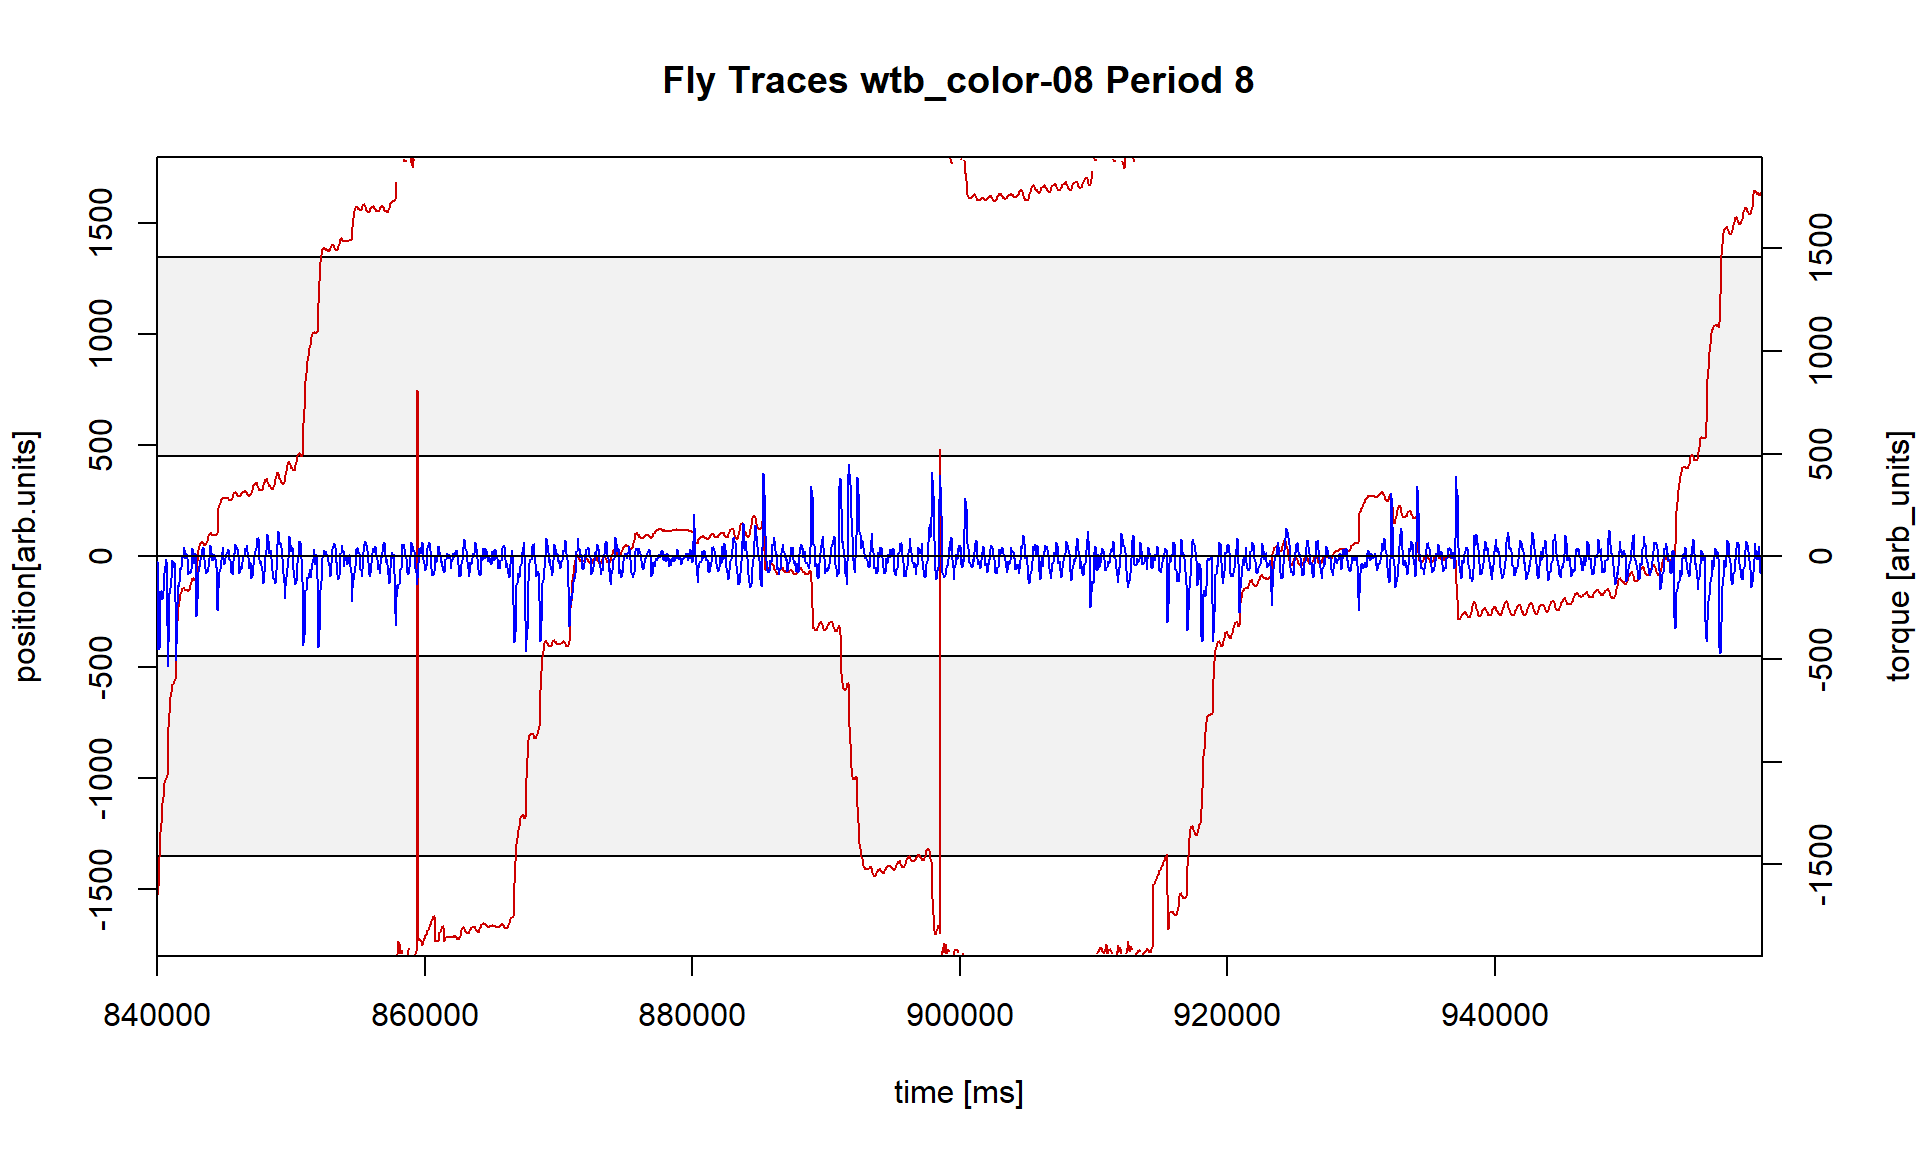 Fly Traces wtb_color-08 Period 8
position[arb.units]
1500
1000
500
0
-500
-1000
-1500
1500
1000
500
0
-500
-1500
torque [arb_units]
840000 860000 880000 900000 920000 940000
time [ms]